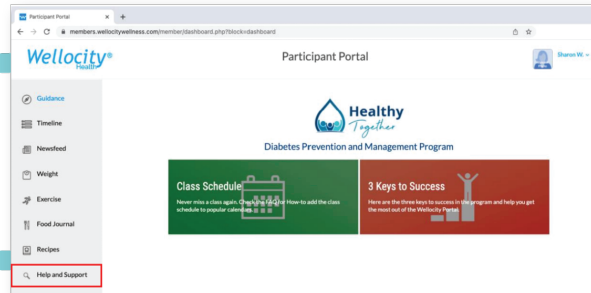 Participant Portal
members.wellocitywellness.com/member/dashboard.php?block=dashboard
Wellocity®
Health
Participant Portal
Sharon W.
Guidance
Timeline
Newsfeed
Weight
Exercise
Food Journal
Recipes
Help and Support
Healthy
Together
Diabetes Prevention and Management Program
Class Schedule
Never miss a class again. Check the FAQ for How-to add the class
schedule to popular calendars.
3 Keys to Success
Here are the three keys to success in the program and help you get
the most out of the Wellocity Portal.